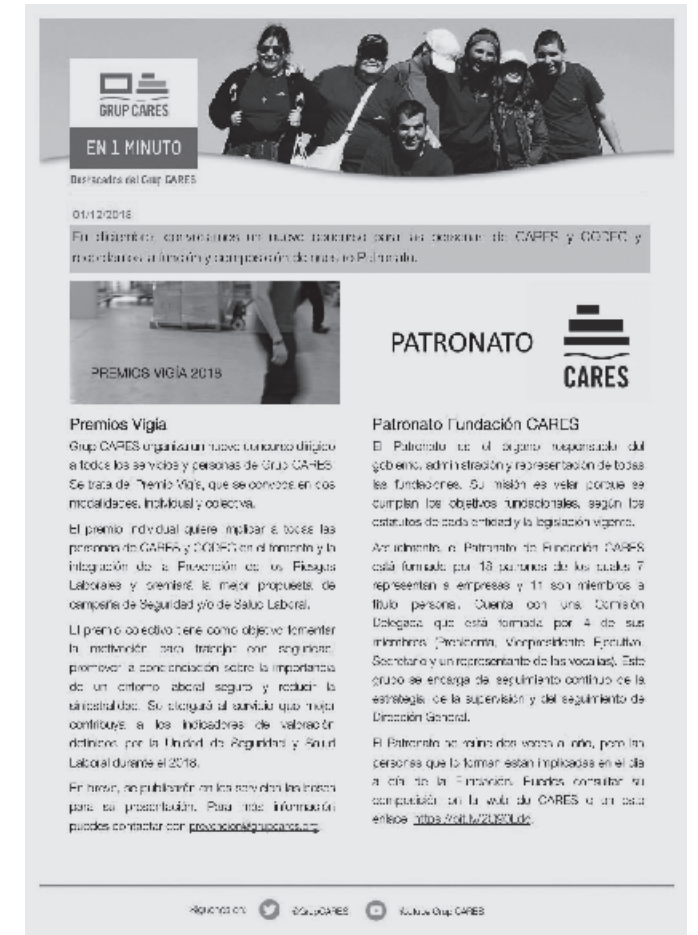 GRUP CARES
EN 1 MINUTO
Destacados del Grup CARES
01/12/2018
En diciembre, convocamos un nuevo concurso para las personas de CARES y CODEC y
recordamos la función y composición de nuestro Patronato.
PREMIOS VIGÍA 2018
PATRONATO
CARES
Premios Vigía
Grup CARES organiza un nuevo concurso dirigido
a todos los servicios y personas de Grup CARES.
Se trata del Premio Vigía, que se convoca en dos
modalidades, individual y colectiva.
El premio individual quiere implicar a todas las
personas de CARES y CODEC en el fomento y la
integración de la Prevención de los Riesgos
Laborales y premiará la mejor propuesta de
campaña de Seguridad y/o de Salud Laboral.
El premio colectivo tiene como objetivo fomentar
la motivación para trabajar con seguridad,
promover la concienciación sobre la importancia
de un entorno laboral seguro y reducir la
siniestralidad. Se otorgará al servicio que mejor
contribuya a los indicadores de valoración
definidos por la Unidad de Seguridad y Salud
Laboral durante el 2018.
En breve, se publicarán en los servicios las bases
para su presentación. Para más información
puedes contactar con prevencion@grupcares.org.
Patronato Fundación CARES
El Patronato es el órgano responsable del
gobierno, administración y representación de todas
las fundaciones. Su misión es velar porque se
cumplan los objetivos fundacionales, según los
estatutos de cada entidad y la legislación vigente.
Actualmente, el Patronato de Fundación CARES
está formado por 18 patronos de los cuales 7
representan a empresas y 11 son miembros a
título personal. Cuenta con una Comisión
Delegada que está formada por 4 de sus
miembros (Presidenta, Vicepresidente Ejecutivo,
Secretario y un representante de las vocalías). Este
grupo se encarga de seguimiento continuo de la
estrategia, de la supervisión y del seguimiento de
Dirección General.
El Patronato se reúne dos veces al año, pero las
personas que lo forman están implicadas en el día
a día de la Fundación. Puedes consultar su
composición en la web de CARES o en este
enlace
Síguenos en: @GrupCARES Youtube Grup CARES